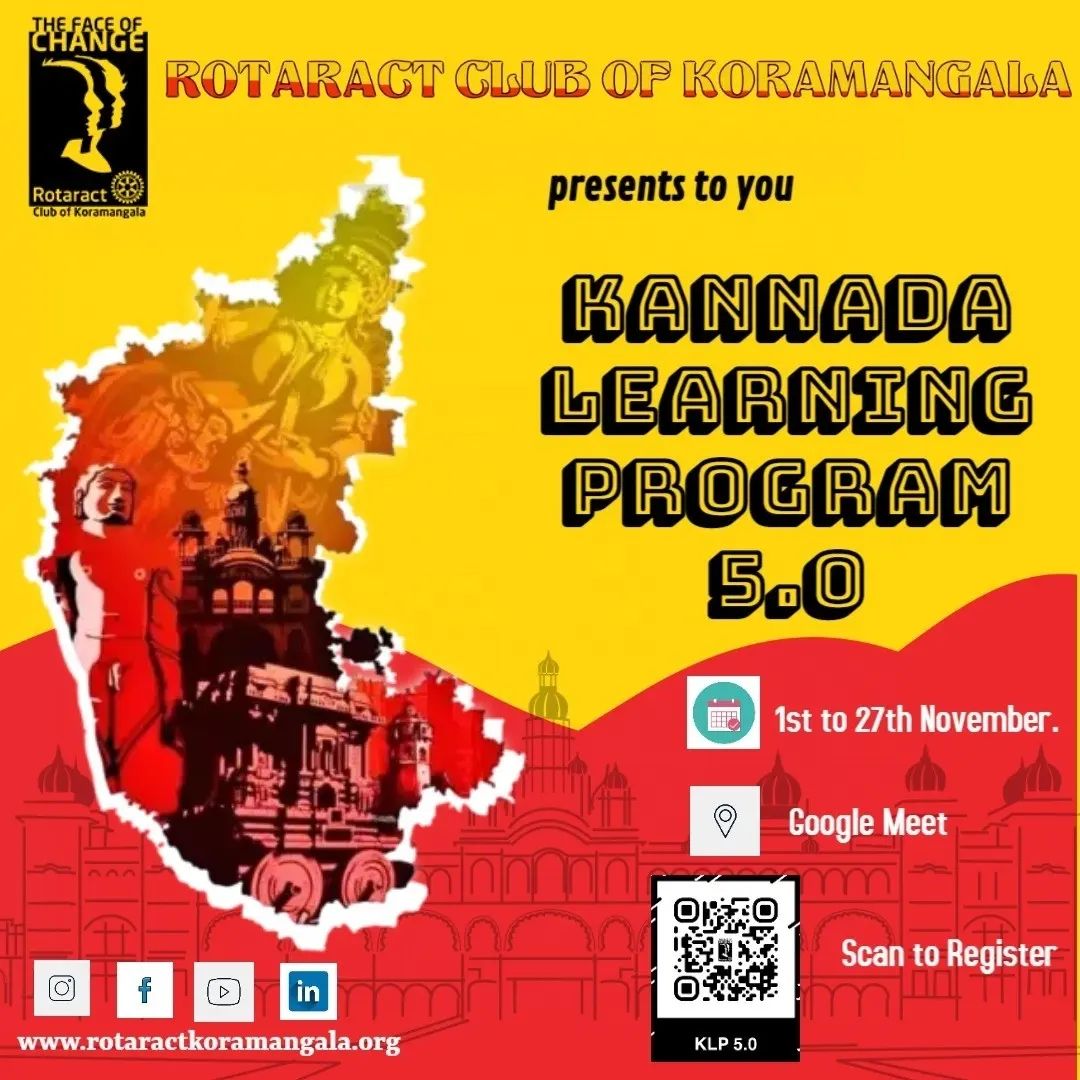 THE FACE OF
CHANGE
Rotaract
Club of Koramangala
ROTARACT CLUB OF KORAMANGALA
presents to you
KANNADA
LEARNING
PROGRAM
5.0
1st to 27th November.
Google Meet
Scan to Register
KLP 5.0
www.rotaractkoramangala.org